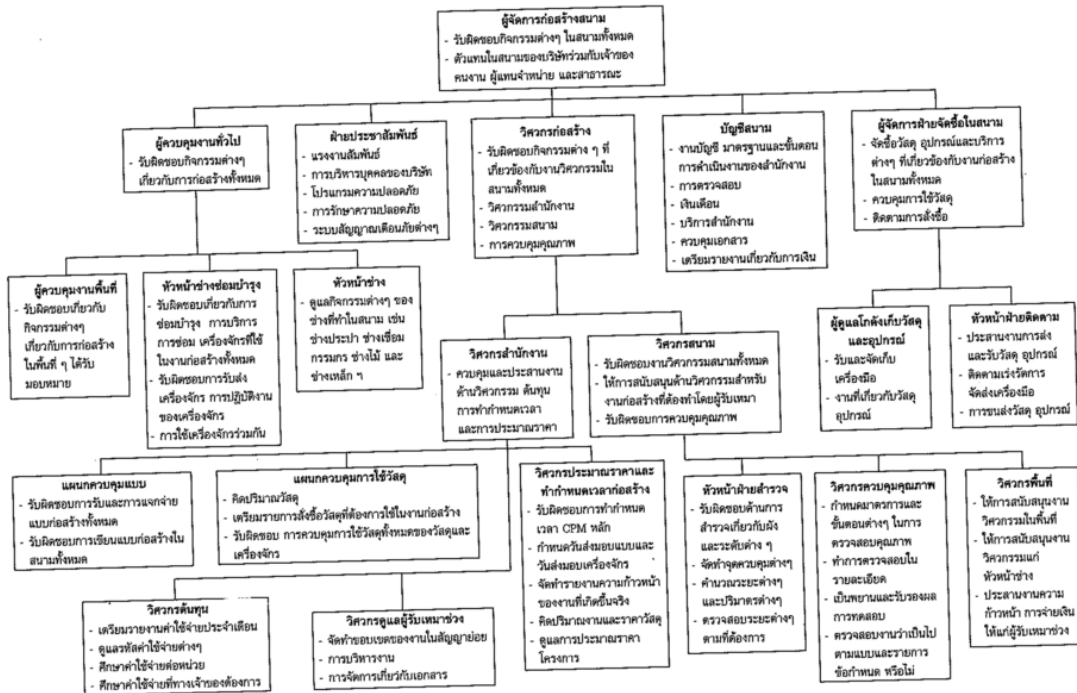 ผู้จัดการก่อสร้างสนาม
- รับผิดชอบกิจกรรมต่างๆ ในสนามทั้งหมด
- ตัวแทนในสนามของบริษัทร่วมกับเจ้าของ
คนงาน ผู้แทนจำหน่าย และสาธารณะ
ผู้ควบคุมงานทั่วไป
- รับผิดชอบกิจกรรมต่างๆ
เกี่ยวกับการก่อสร้างทั้งหมด
ฝ่ายประชาสัมพันธ์
- แรงงานสัมพันธ์
- การบริหารบุคคลของบริษัท
- โปรแกรมความปลอดภัย
- การรักษาความปลอดภัย
- ระบบสัญญาณเตือนภัยต่างๆ
วิศวกรก่อสร้าง
- รับผิดชอบกิจกรรมต่าง ๆ ที่
เกี่ยวข้องกับงานวิศวกรรมใน
สนามทั้งหมด
- วิศวกรรมสำนักงาน
- วิศวกรรมสนาม
- การควบคุมคุณภาพ
บัญชีสนาม
- งานบัญชี มาตรฐานและขั้นตอน
การดำเนินงานของสำนักงาน
- การตรวจสอบ
- เงินเดือน
- บริการสำนักงาน
- ควบคุมเอกสาร
- เตรียมรายงานเกี่ยวกับการเงิน
ผู้จัดการฝ่ายจัดซื้อในสนาม
- จัดซื้อวัสดุ อุปกรณ์และบริการ
ต่างๆ ที่เกี่ยวข้องกับงานก่อสร้าง
ในสนามทั้งหมด
- ควบคุมการใช้วัสดุ
- ติดตามการสั่งซื้อ
ผู้ควบคุมงานพื้นที่
- รับผิดชอบเกี่ยวกับ
กิจกรรมต่างๆ
เกี่ยวกับการก่อสร้าง
ในพื้นที่ ๆ ได้รับ
มอบหมาย
หัวหน้าช่างซ่อมบำรุง
- รับผิดชอบเกี่ยวกับการ
ซ่อมบำรุง การบริการ
การซ่อม เครื่องจักรที่ใช้
ในงานก่อสร้างทั้งหมด
- รับผิดชอบการรับส่ง
เครื่องจักร การปฏิบัติงาน
ของเครื่องจักร
- การใช้เครื่องจักรร่วมกัน
หัวหน้าช่าง
- ดูแลกิจกรรมต่างๆ ของ
ช่างที่ทำในสนาม เช่น
ช่างประปา ช่างเชื่อม
กรรมกร ช่างไม้ และ
ช่างเหล็ก ฯ
วิศวกรสำนักงาน
- ควบคุมและประสานงาน
ด้านวิศวกรรม ต้นทุน
การทำกำหนดเวลา
และการประมาณราคา
วิศวกรสนาม
- รับผิดชอบงานวิศวกรรมสนามทั้งหมด
- ให้การสนับสนุนด้านวิศวกรรมสำหรับ
งานก่อสร้างที่ต้องทำโดยผู้รับเหมา
- รับผิดชอบการควบคุมคุณภาพ
ผู้ดูแลโกดังเก็บวัสดุ
และอุปกรณ์
- รับและจัดเก็บ
เครื่องมือ
- งานที่เกี่ยวกับวัสดุ
อุปกรณ์
หัวหน้าฝ่ายติดตาม
- ประสานงานการส่ง
และรับวัสดุ อุปกรณ์
- ติดตามเร่งรัดการ
จัดส่งเครื่องมือ
- การขนส่งวัสดุ อุปกรณ์
แผนกควบคุมแบบ
- รับผิดชอบการรับและการแจกจ่าย
แบบก่อสร้างทั้งหมด
- รับผิดชอบการเขียนแบบก่อสร้างใน
สนามทั้งหมด
แผนกควบคุมการใช้วัสดุ
- คิดปริมาณวัสดุ
- เตรียมรายการสั่งซื้อวัสดุที่ต้องการใช้ในงานก่อสร้าง
- รับผิดชอบ การควบคุมการใช้วัสดุทั้งหมดของวัสดุและ
เครื่องจักร
วิศวกรประมาณราคาและ
ทำกำหนดเวลาก่อสร้าง
- รับผิดชอบการทำกำหนด
เวลา CPM หลัก
- กำหนดวันส่งมอบแบบและ
วันส่งมอบเครื่องจักร
- จัดทำรายงานความก้าวหน้า
ของงานที่เกิดขึ้นจริง
- คิดปริมาณงานและราคาวัสดุ
- ดูแลการประมาณราคา
โครงการ
หัวหน้าฝ่ายสำรวจ
- รับผิดชอบด้านการ
สำรวจเกี่ยวกับผัง
และระดับต่าง ๆ
- จัดทำจุดควบคุมต่างๆ
- คำนวณระยะต่างๆ
และปริมาตรต่างๆ
- ตรวจสอบระยะต่างๆ
ตามที่ต้องการ
วิศวกรควบคุมคุณภาพ
- กำหนดมาตรการและ
ขั้นตอนต่างๆ ในการ
ตรวจสอบคุณภาพ
- ทำการตรวจสอบใน
รายละเอียด
- เป็นพยานและรับรองผล
การทดสอบ
- ตรวจสอบงานว่าเป็นไป
ตามแบบและรายการ
ข้อกำหนด หรือไม่
วิศวกรพื้นที่
- ให้การสนับสนุนงาน
วิศวกรรมในพื้นที่
- ให้การสนับสนุนงาน
วิศวกรรมแก่
หัวหน้าช่าง
- ประสานงานความ
ก้าวหน้า การจ่ายเงิน
ให้แก่ผู้รับเหมาช่วง
วิศวกรต้นทุน
- เตรียมรายงานค่าใช้จ่ายประจำเดือน
- ดูแลรหัสค่าใช้จ่ายต่างๆ
- ศึกษาค่าใช้จ่ายต่อหน่วย
- ศึกษาค่าใช้จ่ายที่ทางเจ้าของต้องการ
วิศวกรดูแลผู้รับเหมาช่วง
- จัดทำขอบเขตของงานในสัญญาย่อย
- การบริหารงาน
- การจัดการเกี่ยวกับเอกสาร